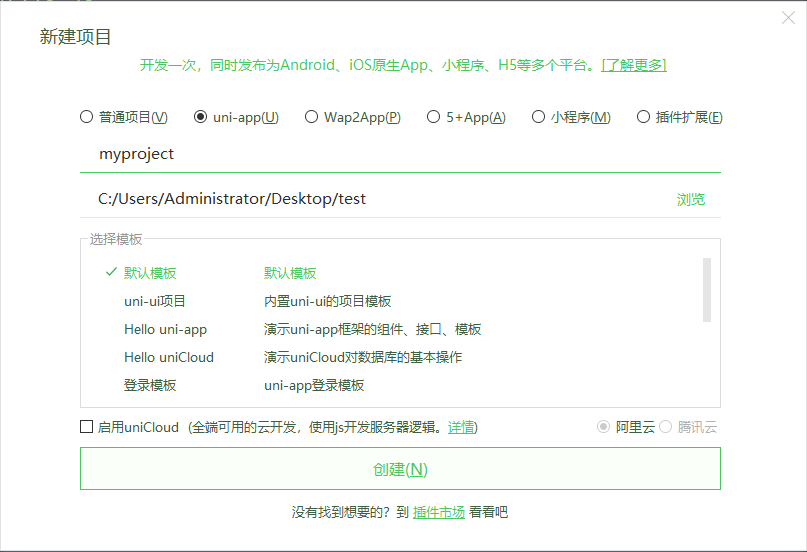 新建项目
开发一次，同时发布为Android、iOS原生App、小程序、H5等多个平台。[了解更多]
普通项目(V) uni-app(U) Wap2App(P) 5+App(A) 小程序(M) 插件扩展(E)
myproject
C:/Users/Administrator/Desktop/test 浏览
选择模板
默认模板 默认模板
uni-ui项目 内置uni-ui的项目模板
Hello uni-app 演示uni-app框架的组件、接口、模板
Hello uniCloud 演示uniCloud对数据库的基本操作
登录模板 uni-app登录模板
启用uniCloud（全端可用的云开发，使用js开发服务器逻辑。详情) 阿里云 腾讯云
创建(N)
没有找到想要的？到 插件市场 看看吧